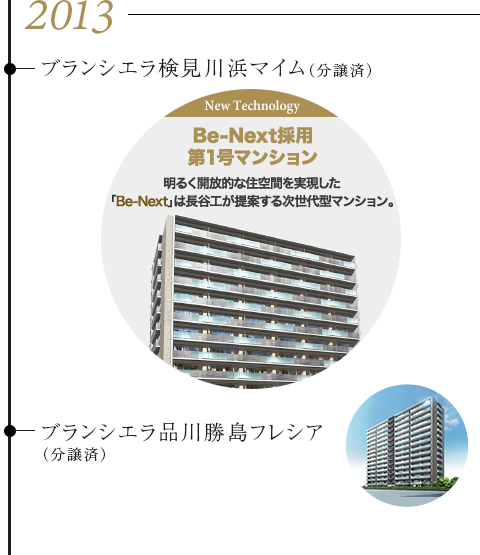 2013
ブランシエラ検見川浜マイム（分譲済）
New Technology
Be-Next採用
第1号マンション
明るく開放的な住空間を実現した
「Be-Next」は長谷工が提案する次世代型マンション。
ブランシエラ品川勝島フレシア
（分譲済）